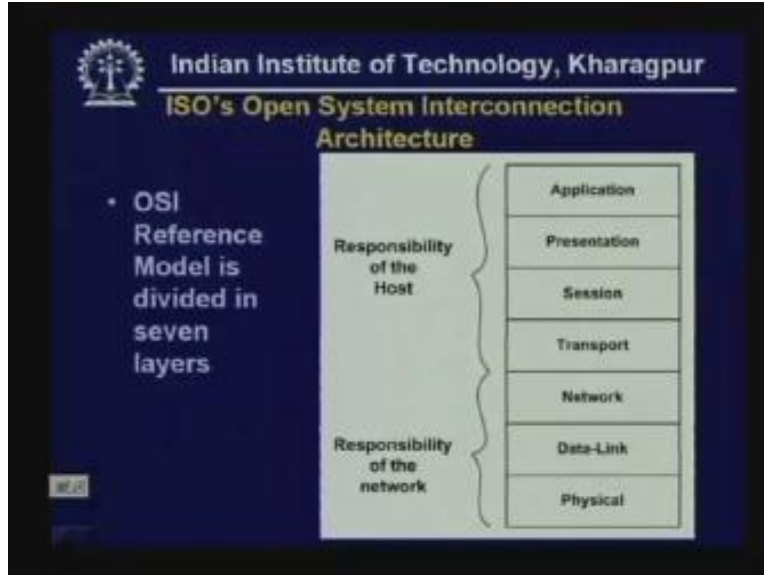 Indian Institute of Technology, Kharagpur
ISO's Open System Interconnection
Architecture
• OSI
Reference
Model is
divided in
seven
layers
Responsibility
of the
Host
Responsibility
of the
network
Application
Presentation
Session
Transport
Network
Data-Link
Physical